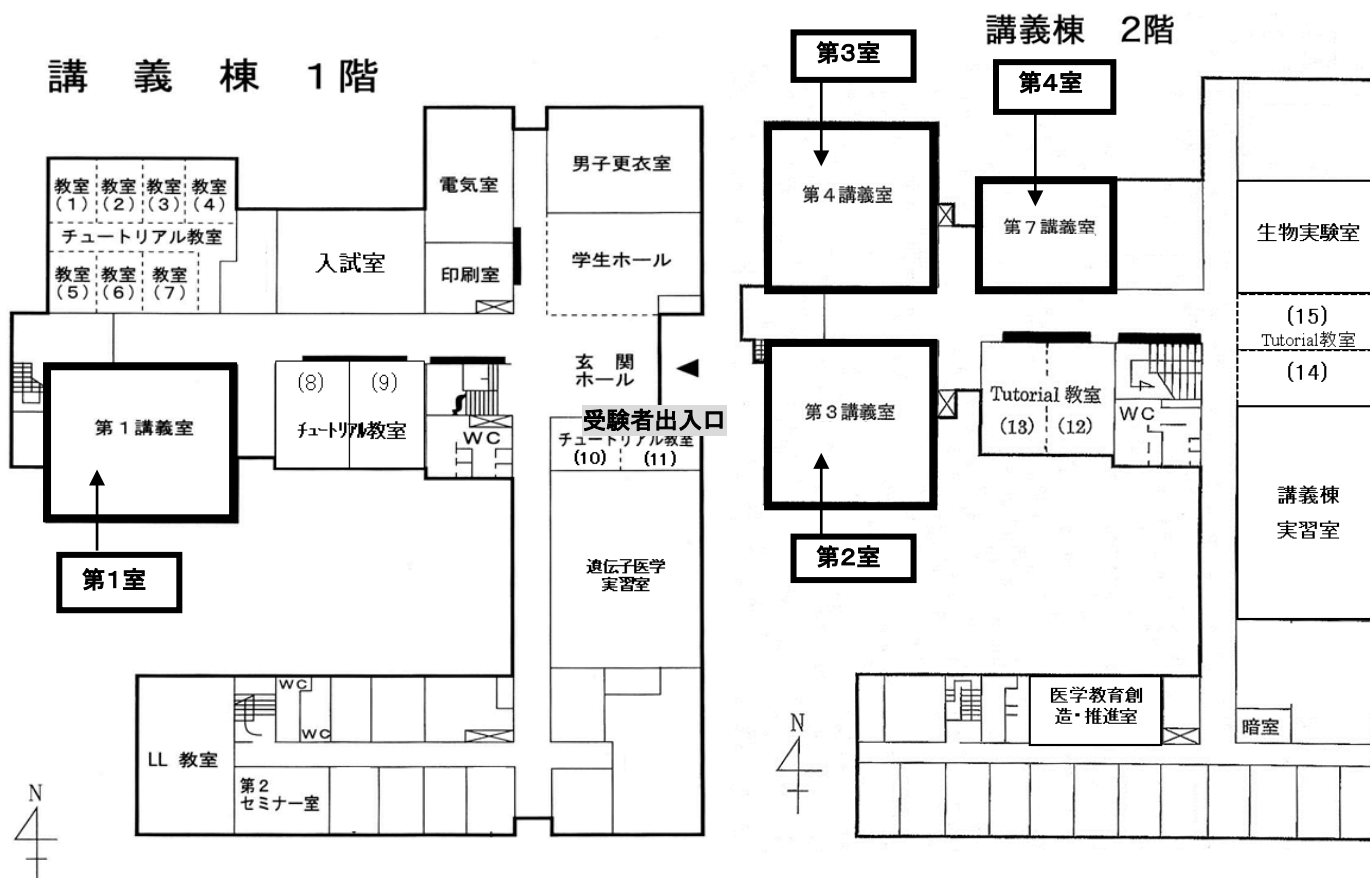 講 義 棟 1階
教室 教室 教室 教室
(1) (2) (3) (4)
チュートリアル教室
教室 教室 教室
(5) (6) (7)
入試室
電気室
印刷室
男子更衣室
学生ホール
玄 関
ホール
受験者出入口
第1講義室
第1室
(8) (9)
チュートリアル教室
WC
チュートリアル教室
(10) (11)
遺伝子医学
実習室
WC
WC
LL 教室
第2
セミナー室
N
講義棟 2階
第3室
第4室
第4講義室
第7講義室
生物実験室
(15)
Tutorial教室
(14)
第3講義室
Tutorial 教室
(13) (12)
WC
第2室
講義棟
実習室
医学教育創
造・推進室
暗室
N